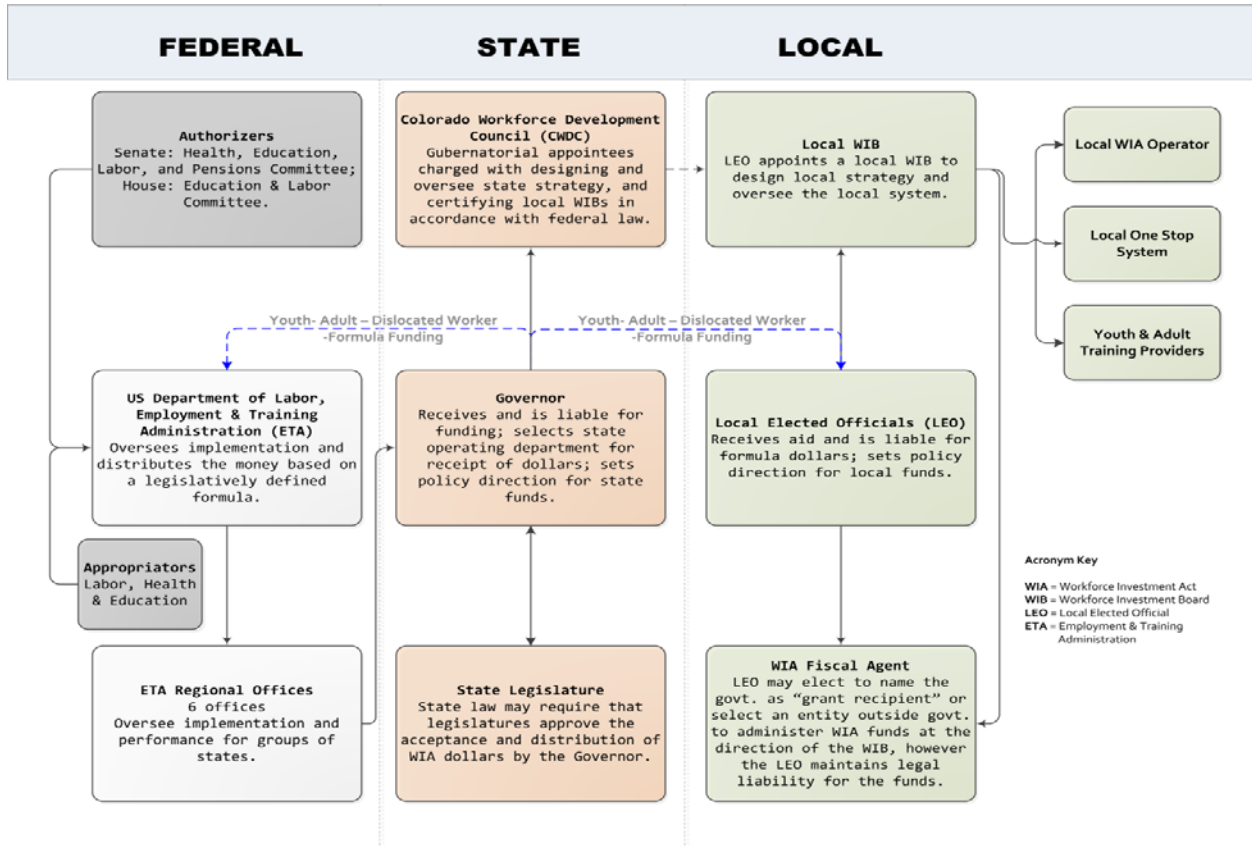 FEDERAL
STATE
LOCAL
Authorizers
Senate: Health, Education,
Labor, and Pensions Committee;
House: Education & Labor
Committee.
Colorado Workforce Development
Council (CWDC)
Gubernatorial appointees
charged with designing and
oversee state strategy, and
certifying local WIBs in
accordance with federal law.
Local WIB
LEO appoints a local WIB to
design local strategy and
oversee the local system.
Local WIA Operator
Local One Stop
System
Youth & Adult
Training Providers
Youth- Adult – Dislocated Worker
-Formula Funding
Youth- Adult – Dislocated Worker
-Formula Funding
US Department of Labor,
Employment & Training
Administration (ETA)
Oversees implementation and
distributes the money based on
a legislatively defined
formula.
Governor
Receives and is liable for
funding; selects state
operating department for
receipt of dollars; sets
policy direction for state
funds.
Local Elected Officials (LEO)
Receives aid and is liable for
formula dollars; sets policy
direction for local funds.
Appropriators
Labor, Health
& Education
Acronym Key
WIA = Workforce Investment Act
WIB = Workforce Investment Board
LEO = Local Elected Official
ETA = Employment & Training
Administration
ETA Regional Offices
6 offices
Oversee implementation and
performance for groups of
states.
State Legislature
State law may require that
legislatures approve the
acceptance and distribution of
WIA dollars by the Governor.
WIA Fiscal Agent
LEO may elect to name the
govt. as “grant recipient” or
select an entity outside govt.
to administer WIA funds at the
direction of the WIB, however
the LEO maintains legal
liability for the funds.